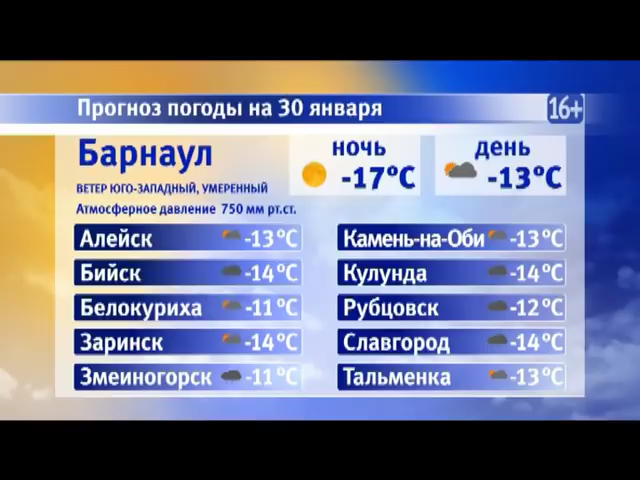 Прогноз погоды на 30 января
16+
Барнаул
ВЕТЕР ЮГО-ЗАПАДНЫЙ, УМЕРЕННЫЙ
Атмосферное давление 750 мм рт.ст.
ночь
-17°C
день
-13°C
Алейск -13°C
Бийск -14°C
Белокуриха -11°C
Заринск -14°C
Змеиногорск -11°C
Камень-на-Оби -13°C
Кулунда -14°C
Рубцовск -12°C
Славгород -14°C
Тальменка -13°C